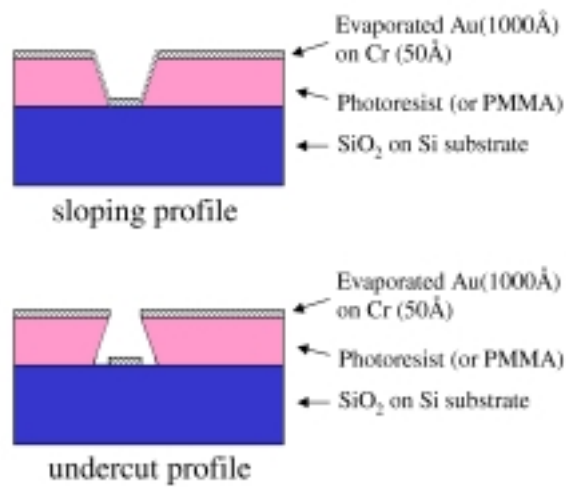 Evaporated Au(1000Å)
on Cr (50Å)
Photoresist (or PMMA)
SiO₂ on Si substrate
sloping profile
Evaporated Au(1000Å)
on Cr (50Å)
Photoresist (or PMMA)
SiO₂ on Si substrate
undercut profile